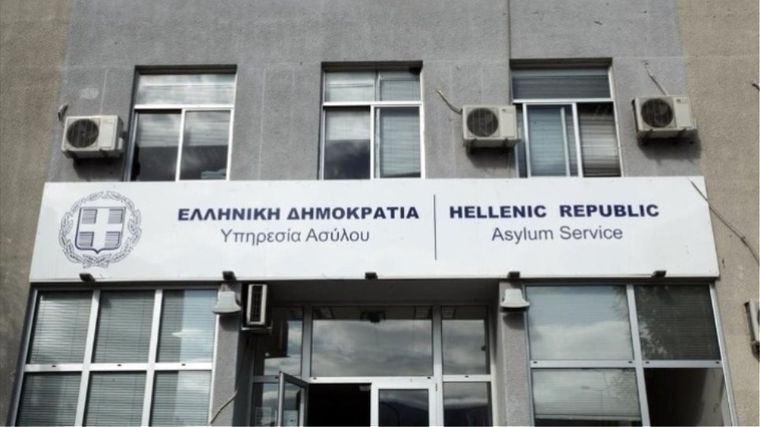 ΕΛΛΗΝΙΚΗ ΔΗΜΟΚΡΑΤΙΑ
Υπηρεσία Ασύλου
HELLENIC REPUBLIC
Asylum Service